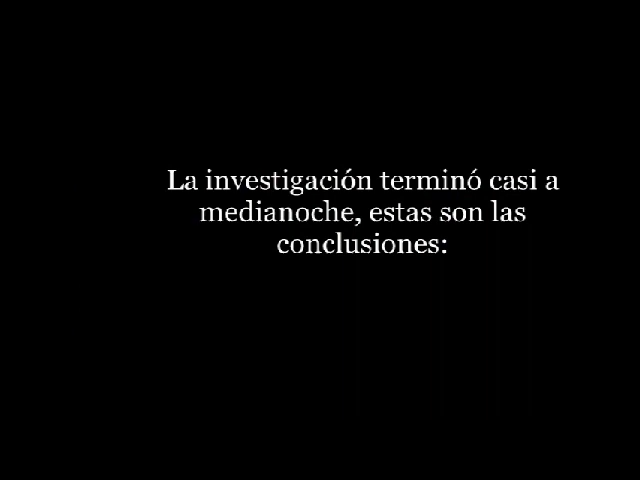 La investigación terminó casi a
medianoche, estas son las
conclusiones: